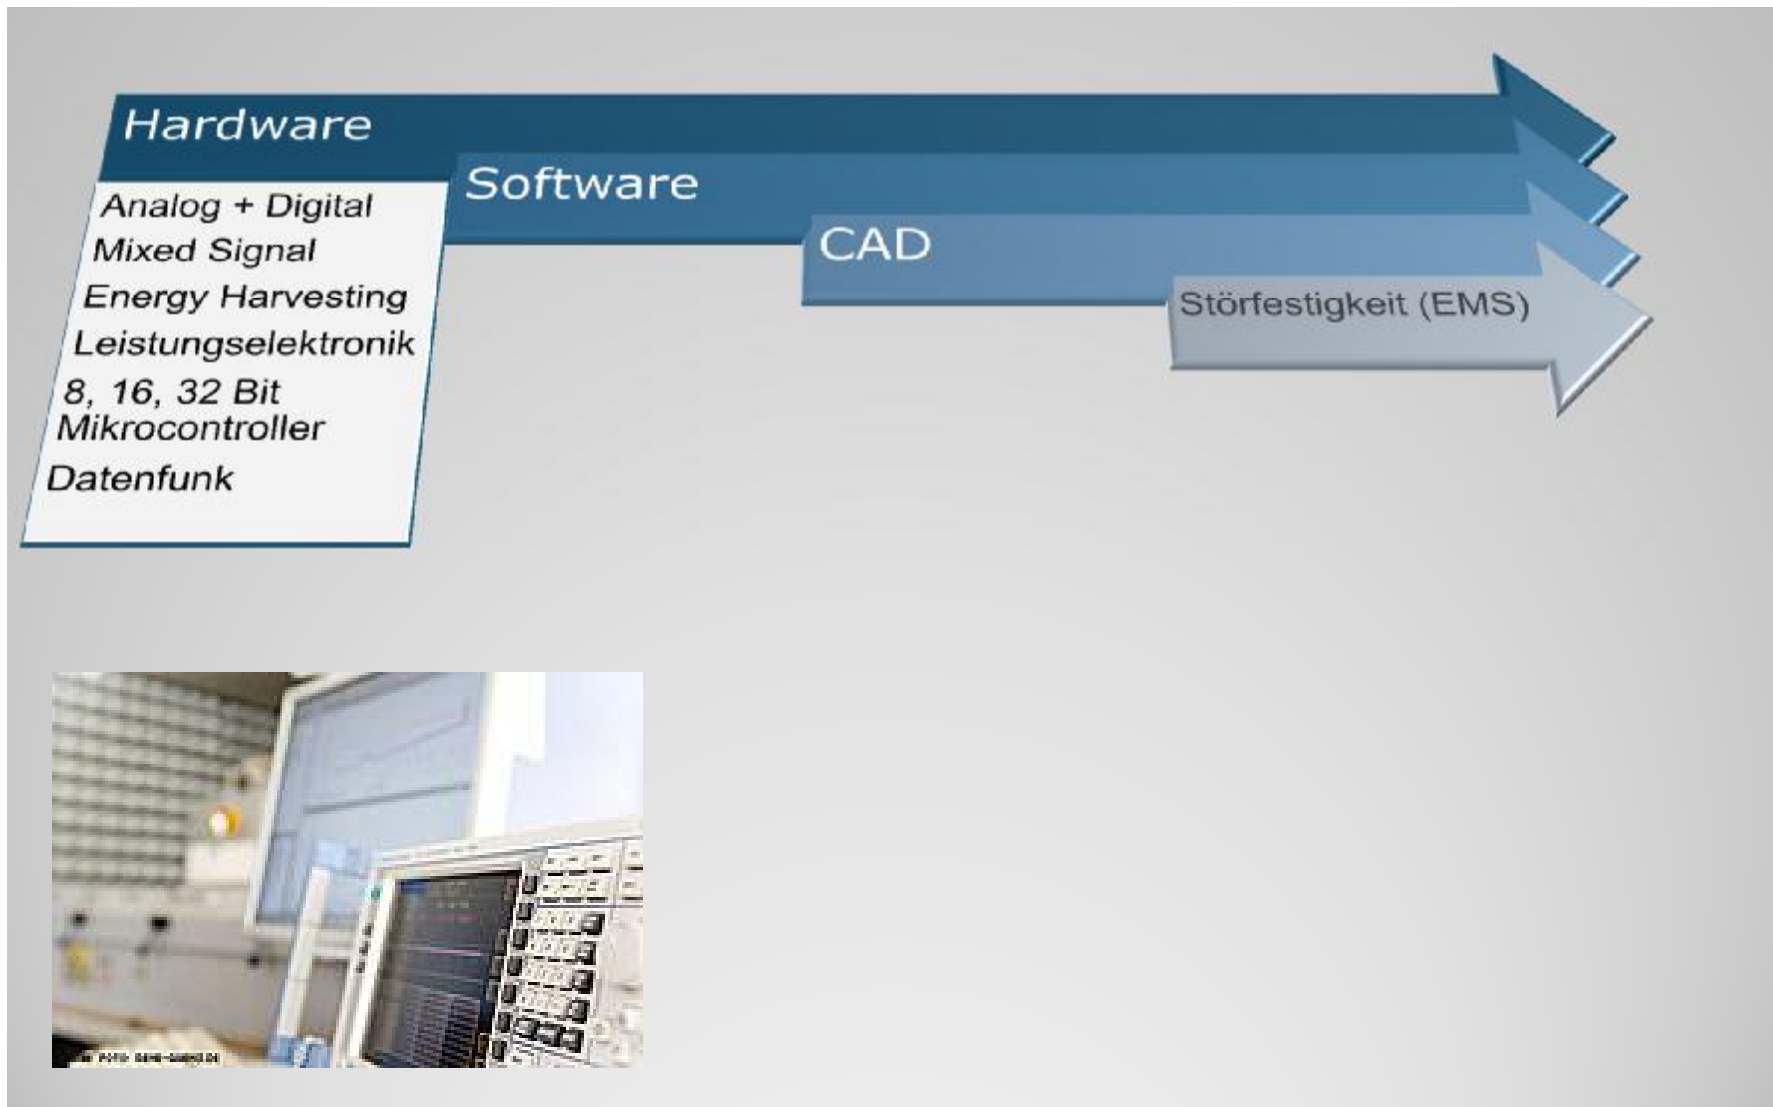 Hardware
Software
CAD
Störfestigkeit (EMS)
Analog + Digital
Mixed Signal
Energy Harvesting
Leistungselektronik
8, 16, 32 Bit
Mikrocontroller
Datenfunk